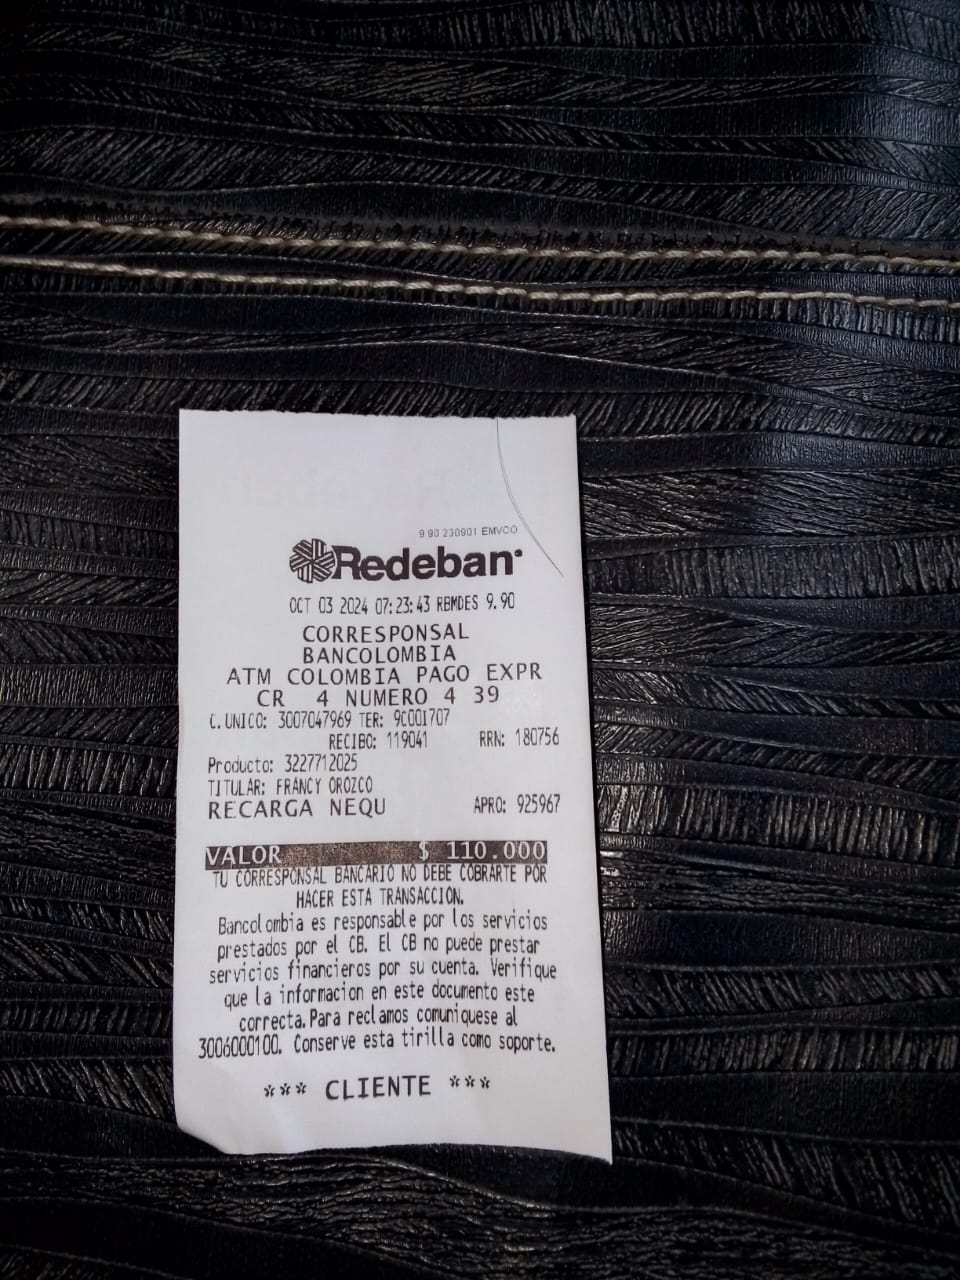 9.90 230901 EMVCO
Redeban
OCT 03 2024 07:23:43 RBMDES 9.90
CORRESPONSAL
BANCOLOMBIA
ATM COLOMBIA PAGO EXPR
CR 4 NUMERO 4 39
C.UNICO: 3007047969 TER: 9C001707
RECIBO: 119041 RRN: 180756
Producto: 3227712025
TITULAR: FRANCY OROZCO
RECARGA NEQU APRO: 925967
VALOR $ 110.000
TU CORRESPONSAL BANCARIO NO DEBE COBRARTE POR
HACER ESTA TRANSACCION.
Bancolombia es responsable por los servicios
prestados por el CB. El CB no puede prestar
servicios financieros por su cuenta. Verifique
que la informacion en este documento este
correcta.Para reclamos comuniquese al
3006000100. Conserve esta tirilla como soporte.
*** CLIENTE ***